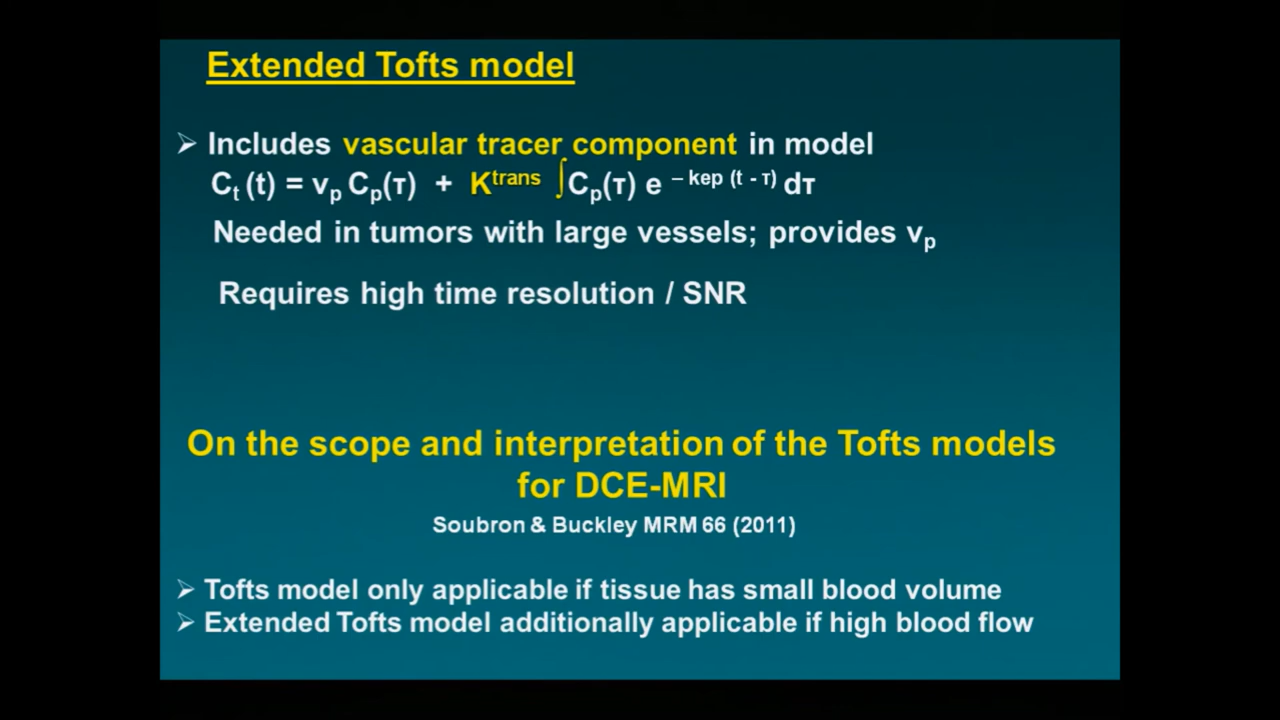 Extended Tofts model
➢ Includes vascular tracer component in model
Cₜ (t) = vₚ Cₚ(τ) + Kᵗʳᵃⁿˢ ∫Cₚ(τ) e ^– kep (t - τ) dτ
Needed in tumors with large vessels; provides vₚ
Requires high time resolution / SNR
On the scope and interpretation of the Tofts models
for DCE-MRI
Soubron & Buckley MRM 66 (2011)
➢ Tofts model only applicable if tissue has small blood volume
➢ Extended Tofts model additionally applicable if high blood flow